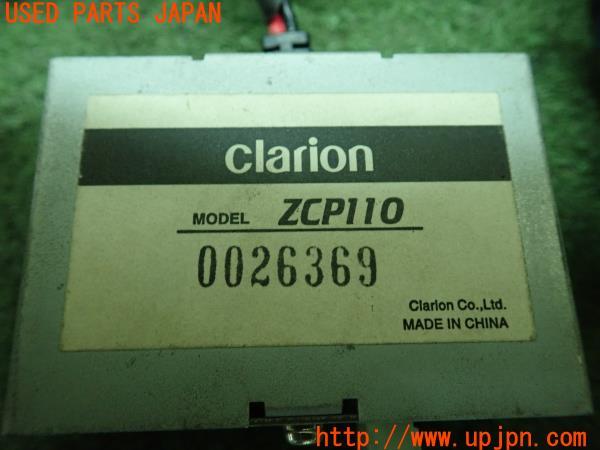 USED PARTS JAPAN
clarion
MODEL ZCP110
0026369
Clarion Co.,Ltd.
MADE IN CHINA
http://www.upjpn.com